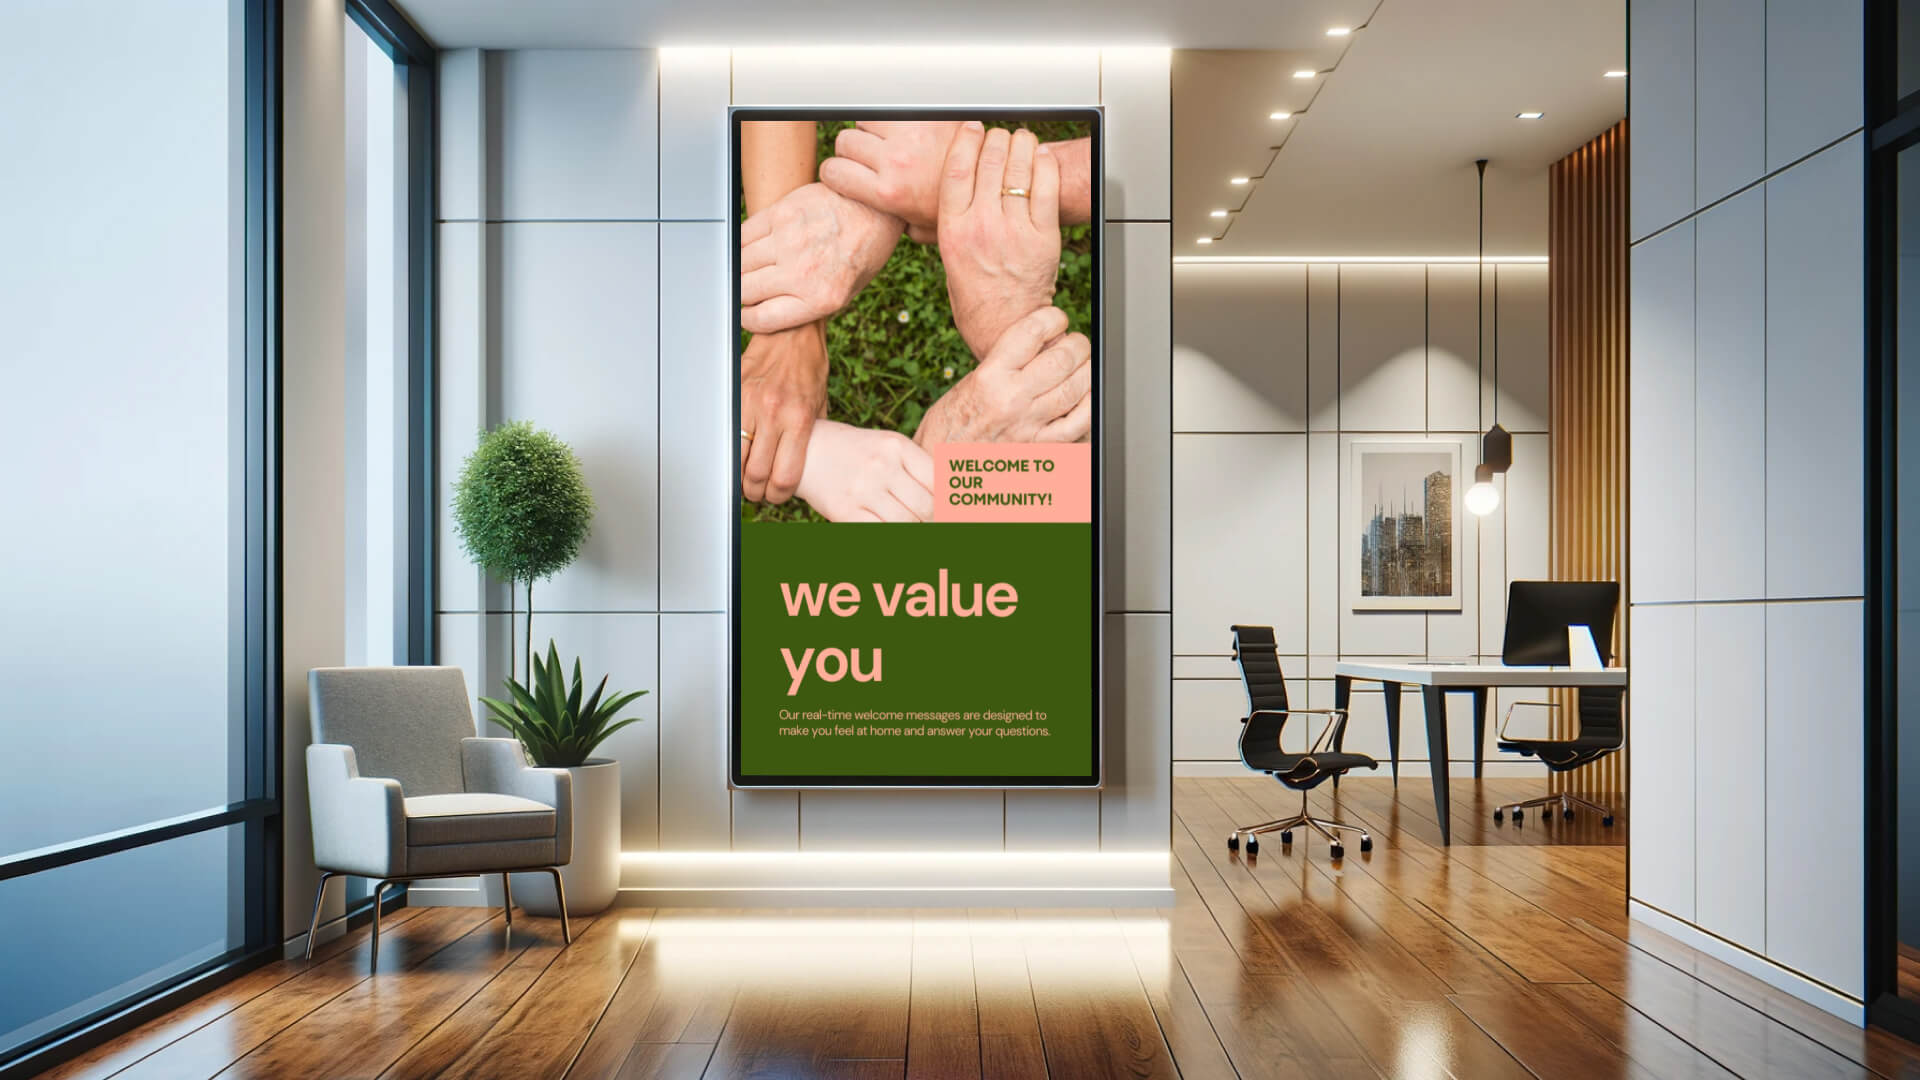 WELCOME TO
OUR
COMMUNITY!
we value
you
Our real-time welcome messages are designed to
make you feel at home and answer your questions.